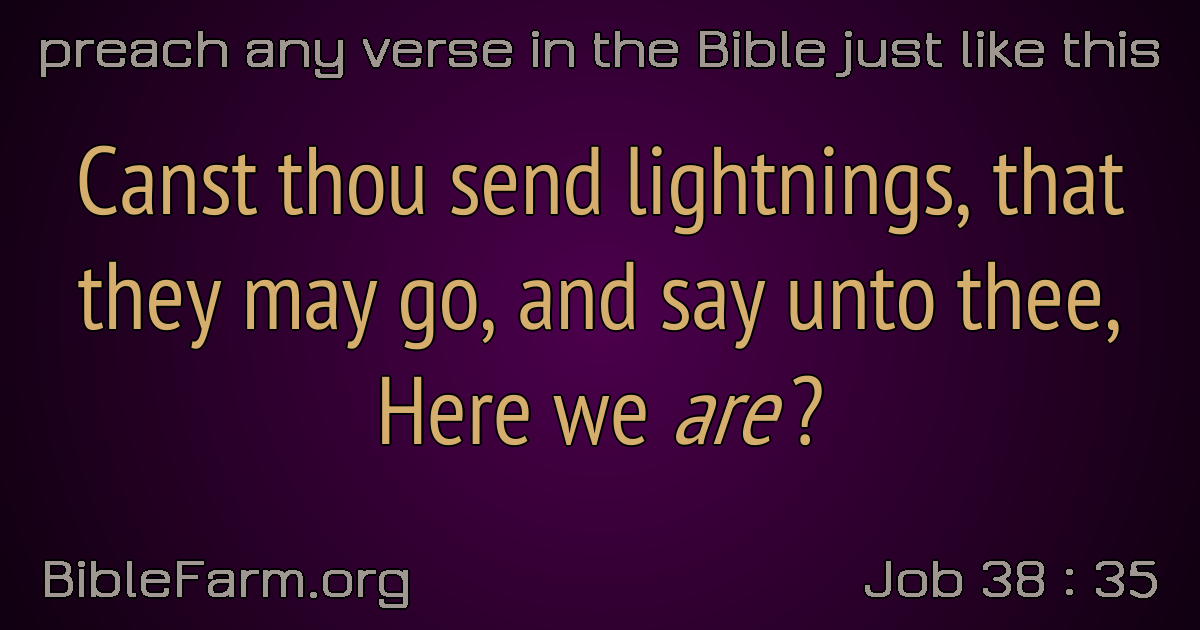 preach any verse in the Bible just like this
Canst thou send lightnings, that
they may go, and say unto thee,
Here we are ?
BibleFarm.org
Job 38 : 35